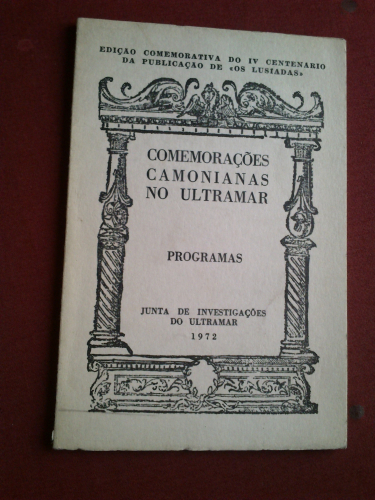 EDIÇÃO COMEMORATIVA DO IV CENTENARIO
DA PUBLICAÇÃO DE «OS LUSIADAS»
COMEMORAÇÕES
CAMONIANAS
NO ULTRAMAR
PROGRAMAS
JUNTA DE INVESTIGAÇÕES
DO ULTRAMAR
1972